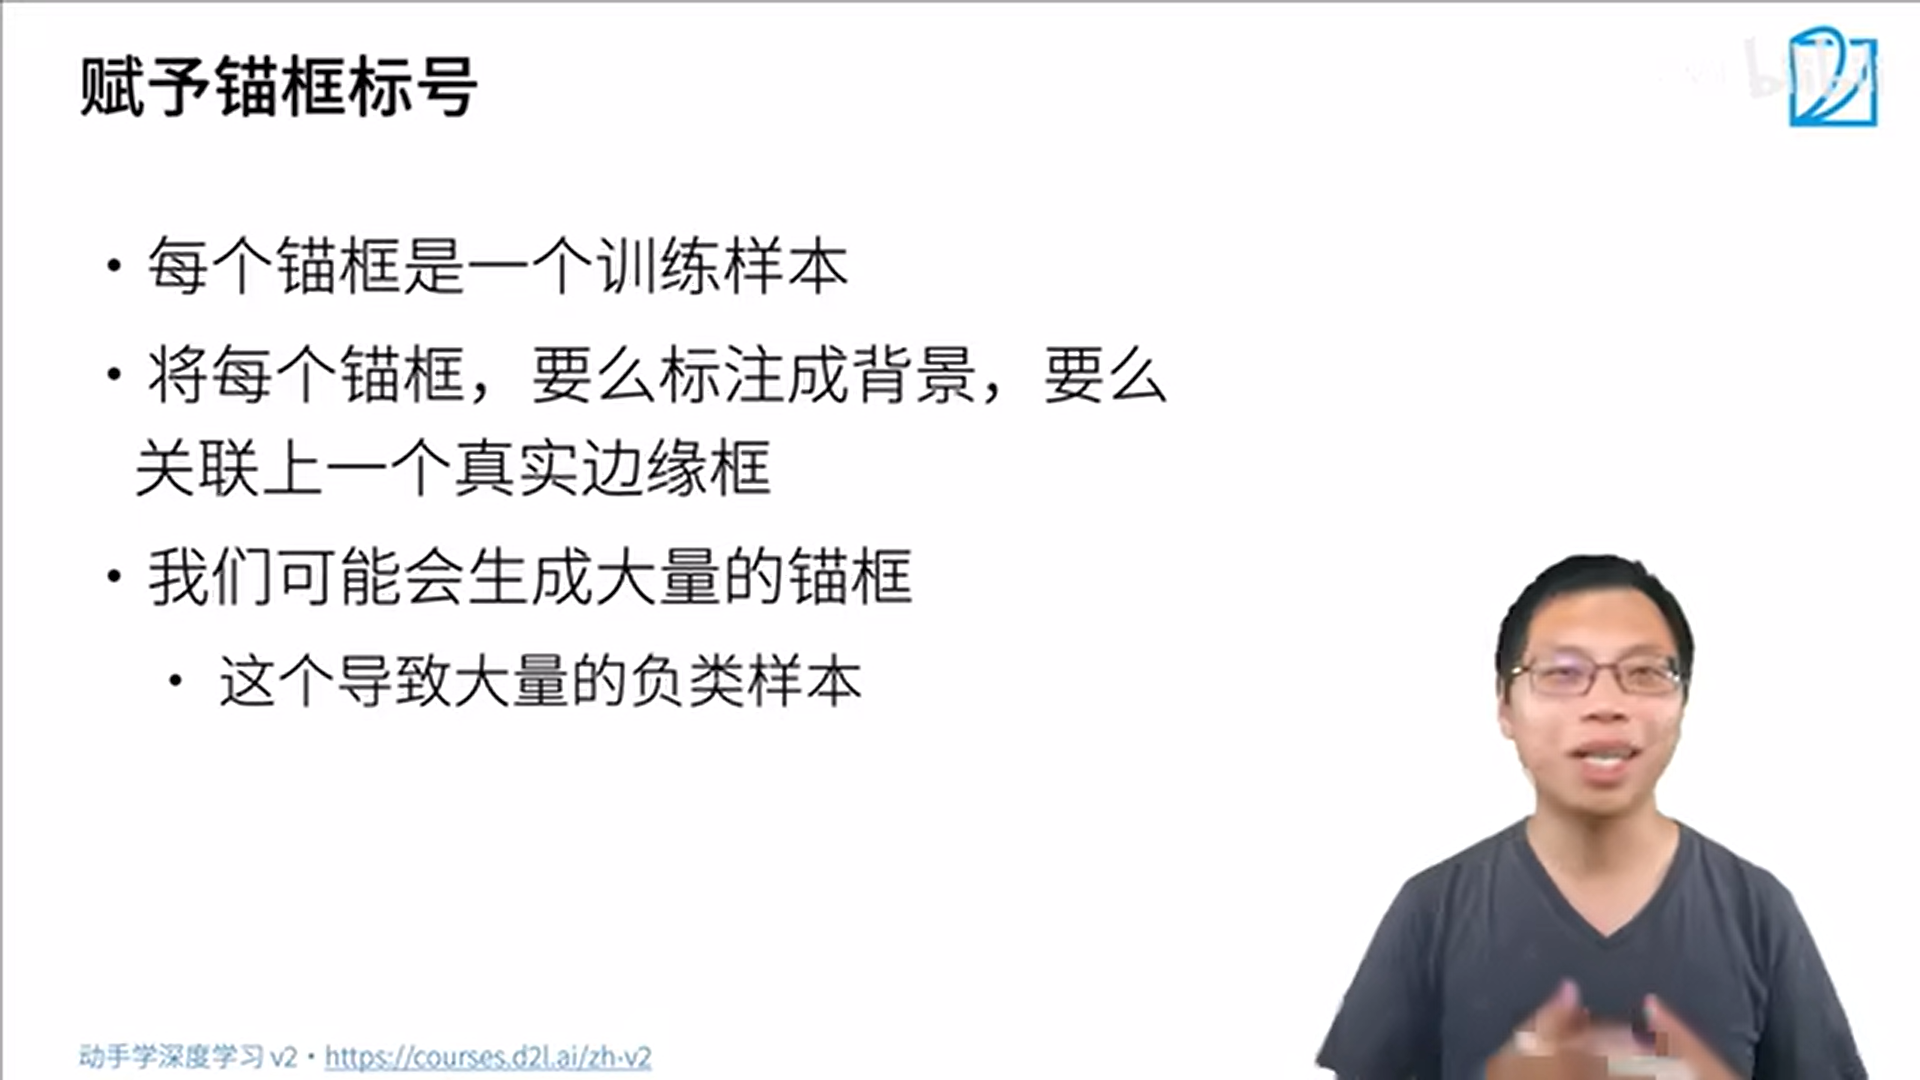 赋予锚框标号
bilibili
• 每个锚框是一个训练样本
• 将每个锚框，要么标注成背景，要么
关联上一个真实边缘框
• 我们可能会生成大量的锚框
• 这个导致大量的负类样本
动手学深度学习 v2 • https://courses.d2l.ai/zh-v2